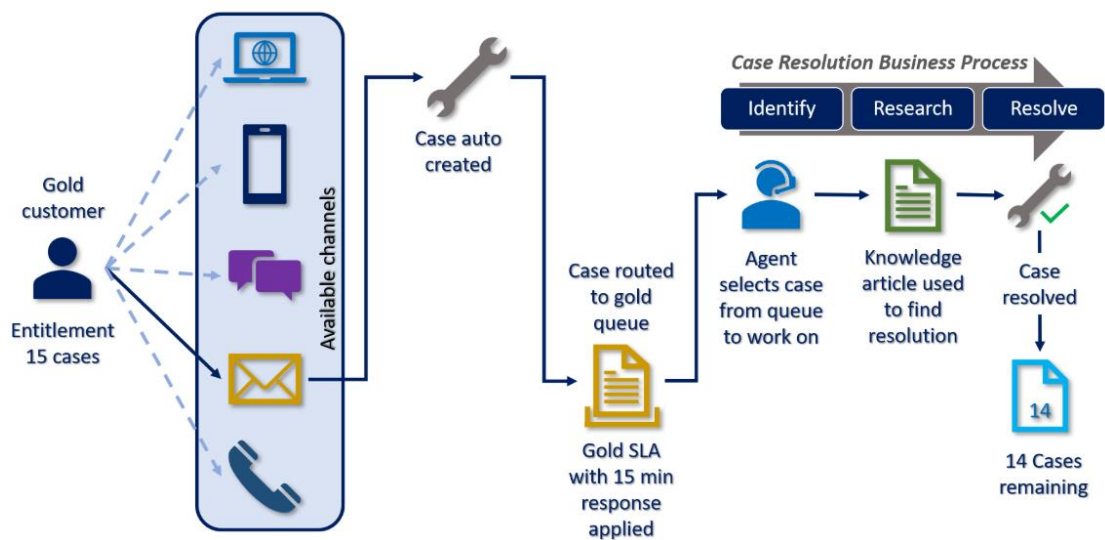 Gold
customer
Entitlement
15 cases
Available channels
Case auto
created
Case routed
to gold
queue
Gold SLA
with 15 min
response
applied
Case Resolution Business Process
Identify
Research
Resolve
Agent
selects case
from queue
to work on
Knowledge
article used
to find
resolution
Case
resolved
14
14 Cases
remaining